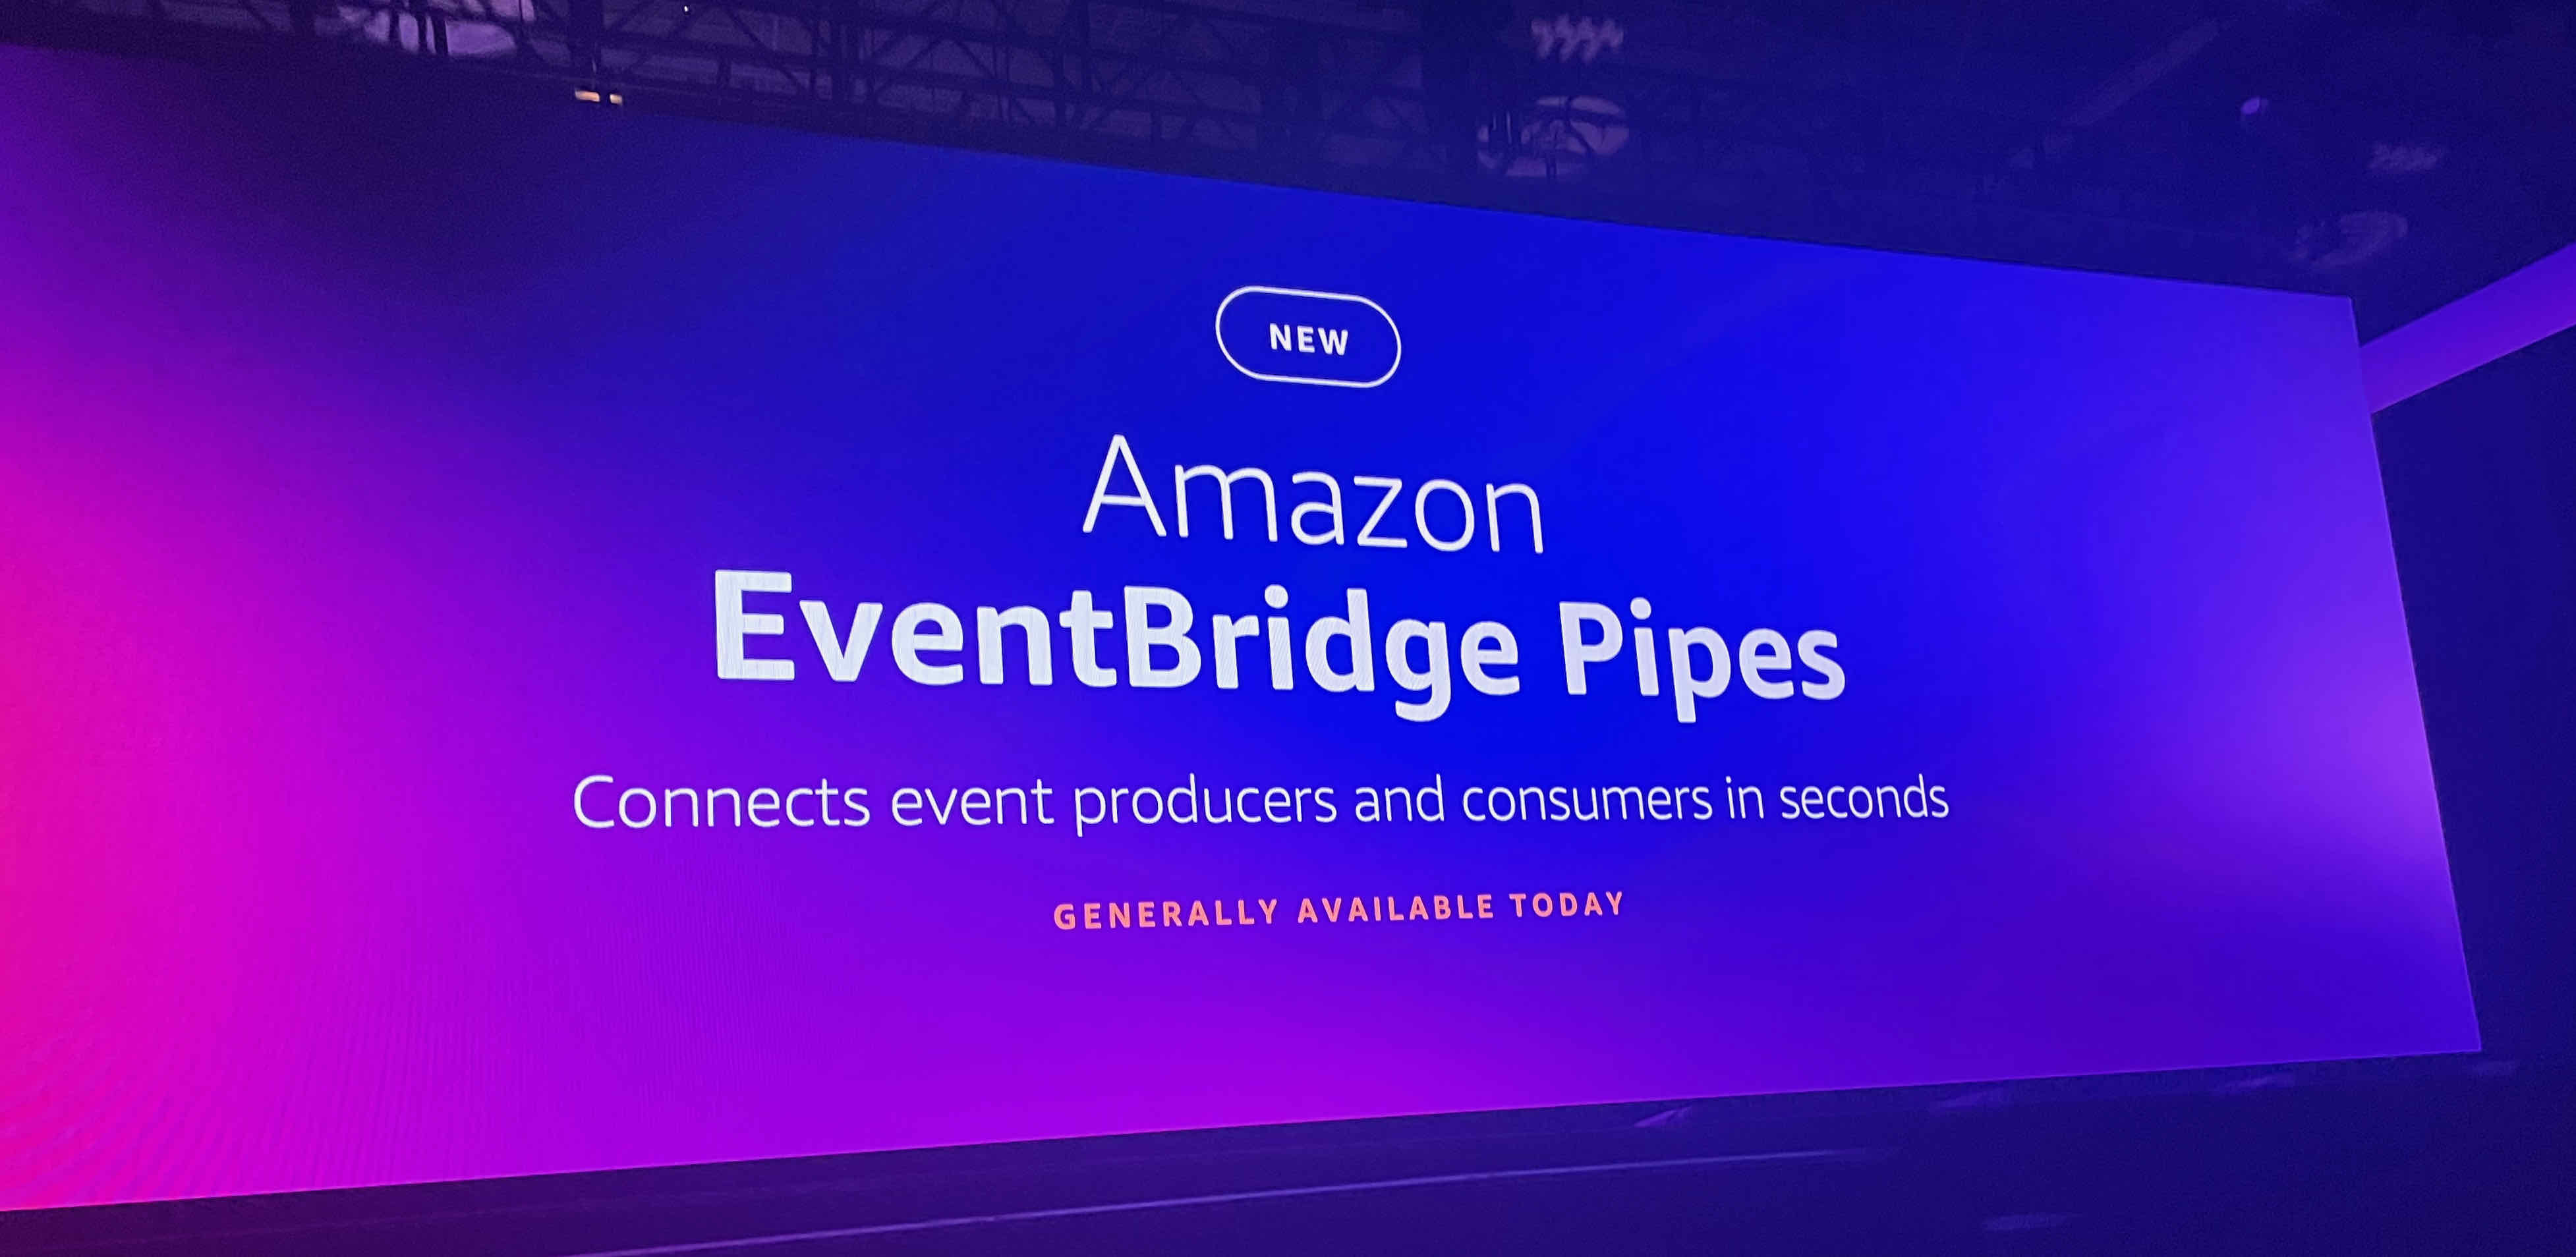 NEW
Amazon
EventBridge Pipes
Connects event producers and consumers in seconds
GENERALLY AVAILABLE TODAY